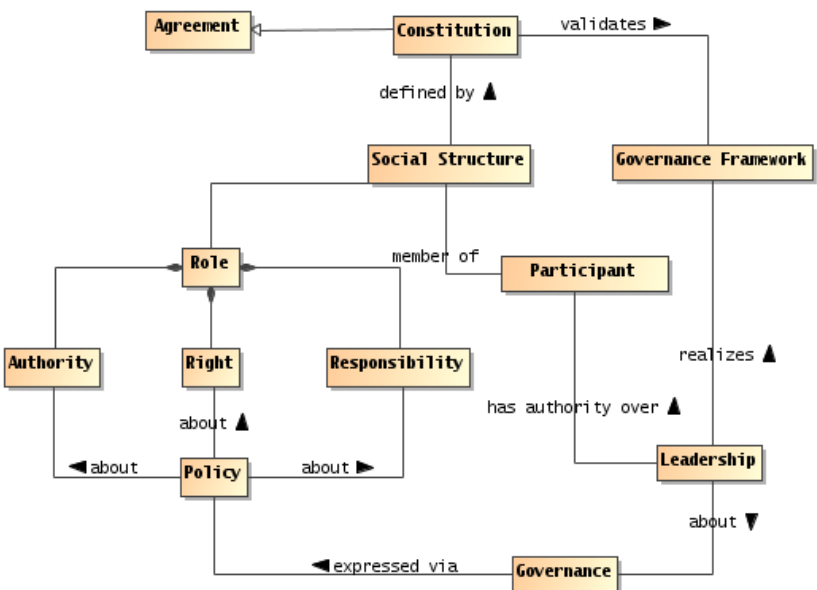 Agreement
Constitution
validates ►
defined by ▲
Social Structure
Governance Framework
Role
member of
Participant
Authority
Right
Responsibility
realizes ▲
has authority over ▲
about ▲
◄ about
Policy
about ►
Leadership
about ▼
◄ expressed via
Governance